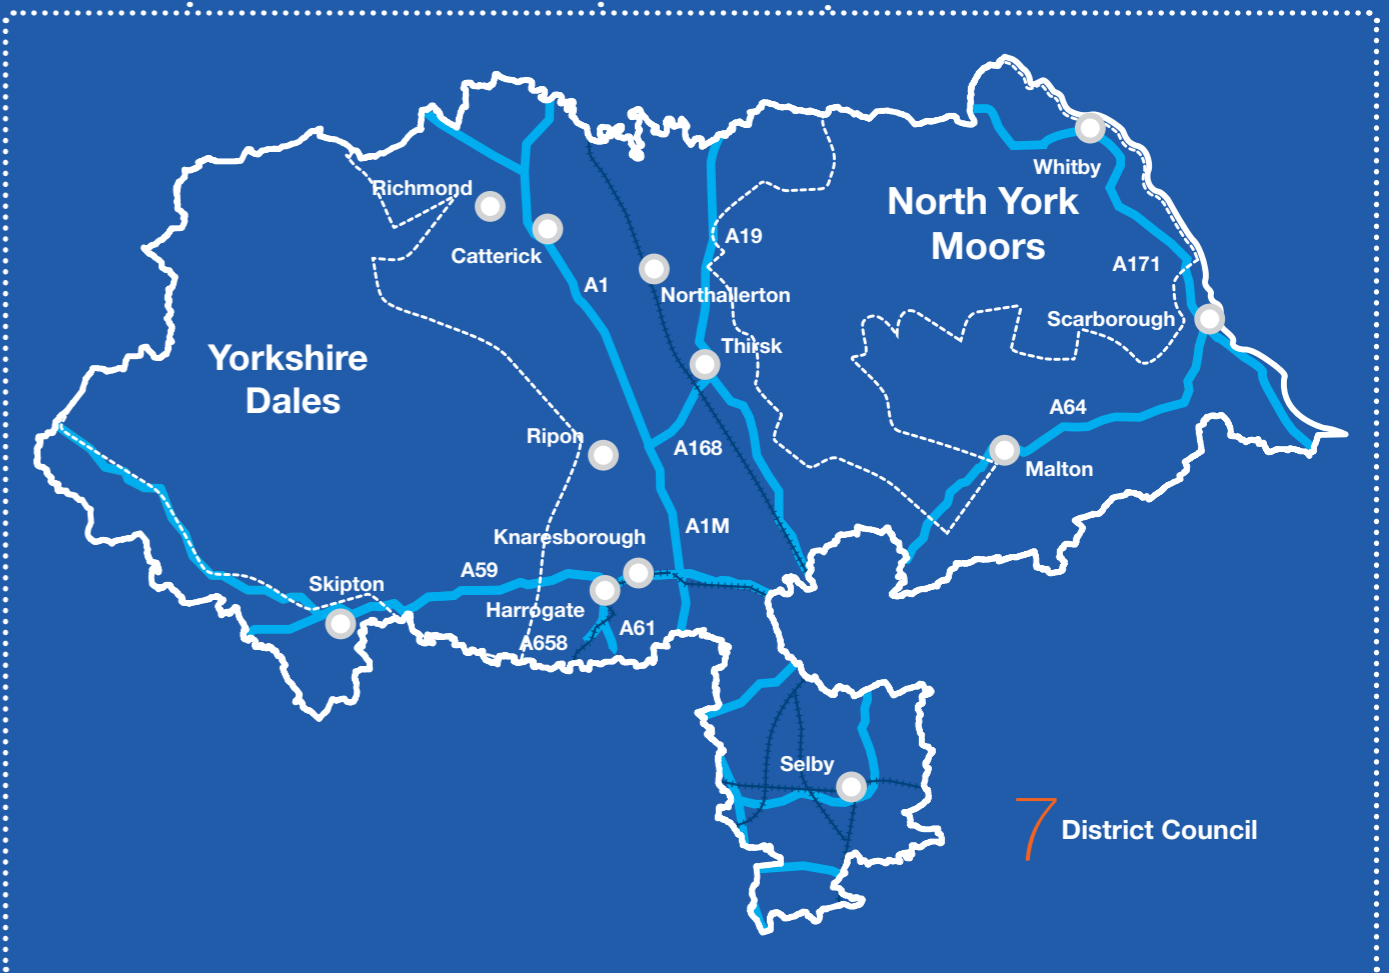 Whitby
Richmond
North York
Moors
A19
Catterick
A171
A1
Northallerton
Scarborough
Thirsk
Yorkshire
Dales
A64
Ripon
A168
Malton
A1M
Knaresborough
A59
Skipton
Harrogate
A61
A658
Selby
7 District Council